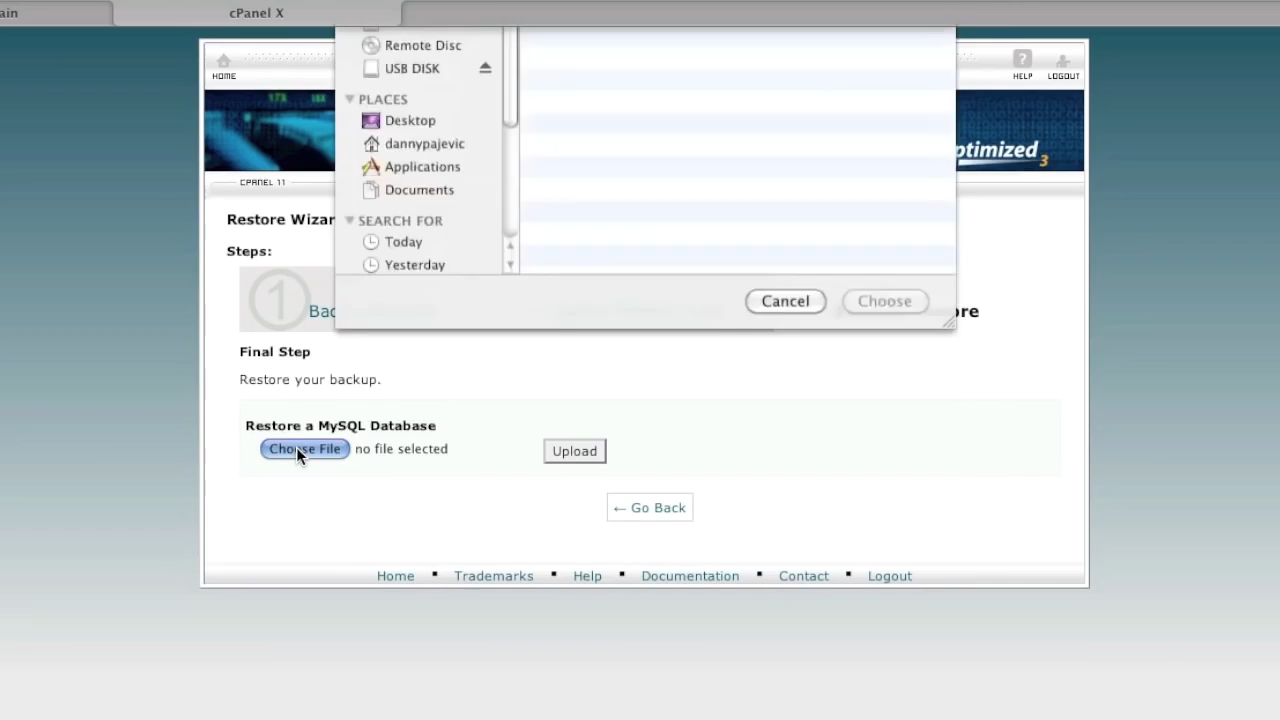 ain
cPanel X
Remote Disc
USB DISK
PLACES
Desktop
dannypajevic
Applications
Documents
SEARCH FOR
Today
Yesterday
Cancel
Choose
HOME
HELP
LOGOUT
ptimized 3
CPANEL 11
Restore Wizar
Steps:
1
Bac
ore
Final Step
Restore your backup.
Restore a MySQL Database
Choose File no file selected
Upload
← Go Back
Home ▪ Trademarks ▪ Help ▪ Documentation ▪ Contact ▪ Logout